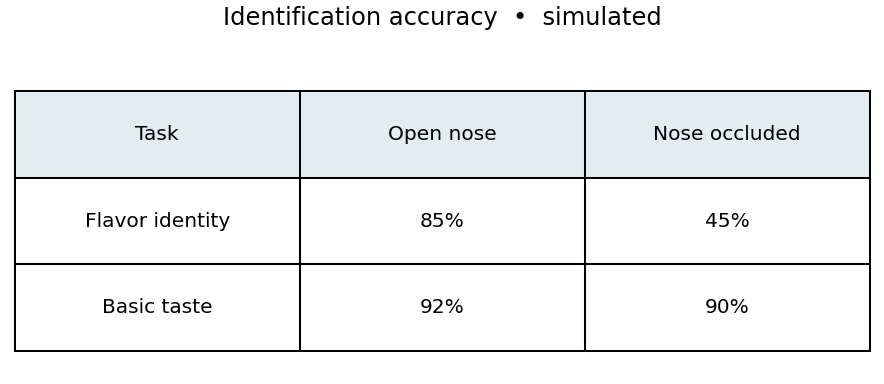 Identification accuracy • simulated
Task Open nose Nose occluded
Flavor identity 85% 45%
Basic taste 92% 90%